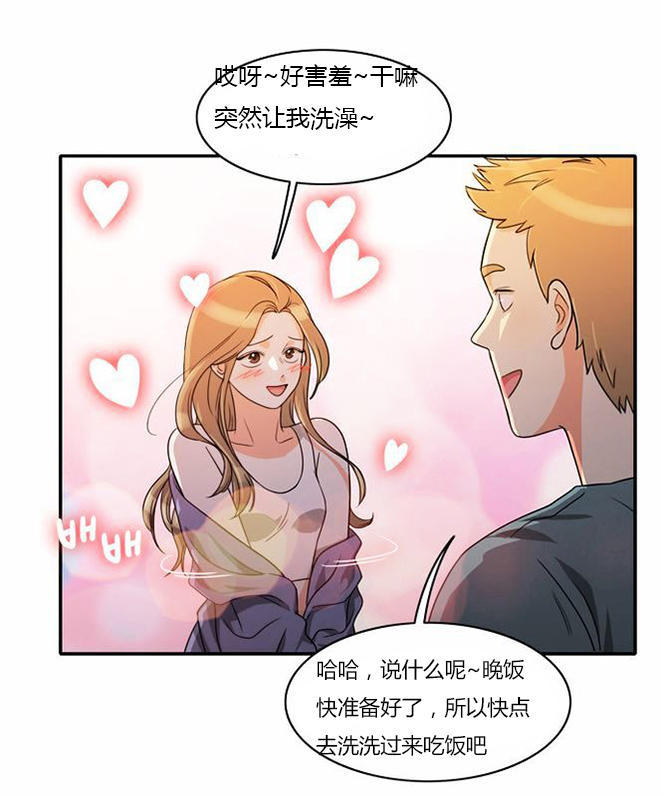 哎呀~好害羞~干嘛
突然让我洗澡~
배배
哈哈，说什么呢~晚饭
快准备好了，所以快点
去洗洗过来吃饭吧